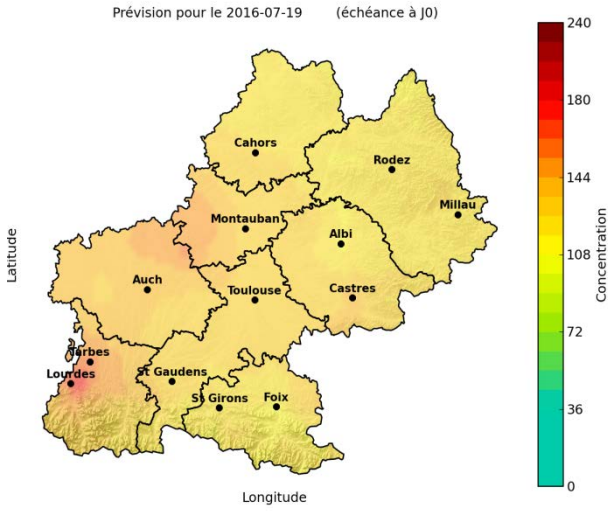 Prévision pour le 2016-07-19 (échéance à J0)
240
180
144
108
72
36
0
Concentration
Latitude
Longitude
Cahors
Rodez
Millau
Montauban
Albi
Auch
Toulouse
Castres
Tarbes
Lourdes
St Gaudens
St Girons
Foix